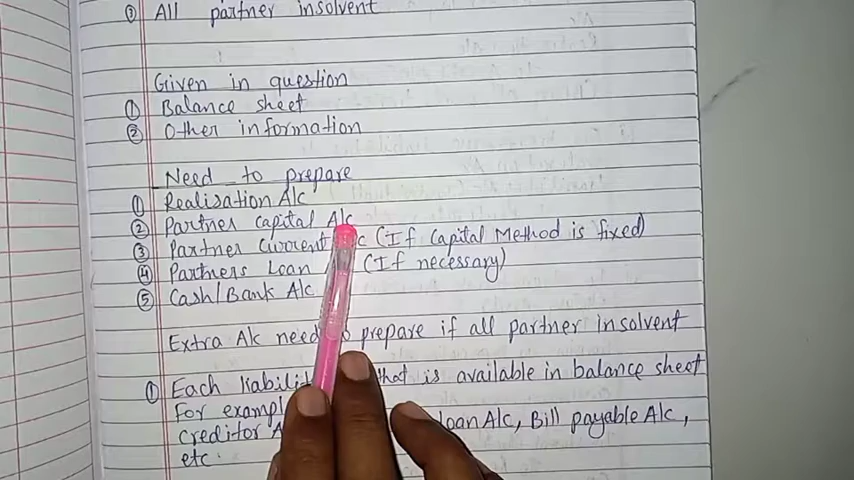 ① All partner insolvent
Given in question
① Balance sheet
② Other information
Need to prepare
① Realisation A/c
② Partner capital A/c
③ Partner Current c (If Capital Method is fixed)
④ Partners Loan (If necessary)
⑤ Cash/Bank A/c
Extra A/c need to prepare if all partner insolvent
① Each liabilit that is available in balance sheet
For exampl
creditor A loan A/c, Bill payable A/c,
etc.